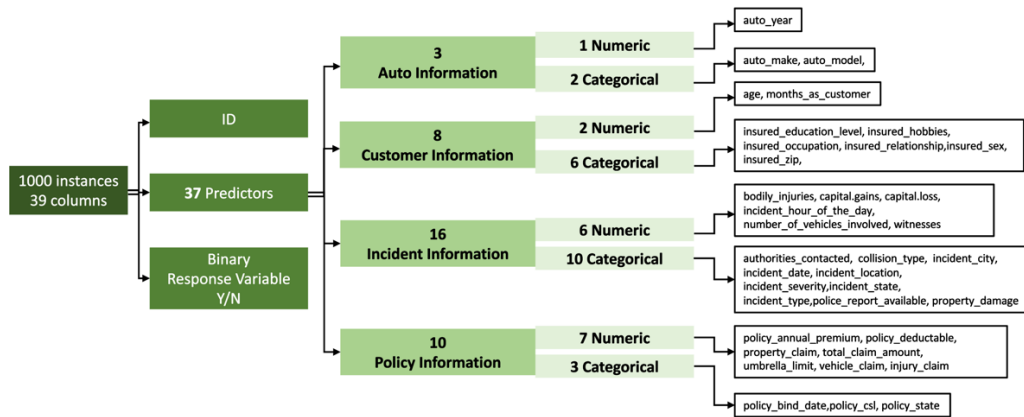 1000 instances
39 columns
ID
37 Predictors
Binary
Response Variable
Y/N
3
Auto Information
1 Numeric
auto_year
2 Categorical
auto_make, auto_model,
8
Customer Information
2 Numeric
age, months_as_customer
6 Categorical
insured_education_level, insured_hobbies,
insured_occupation, insured_relationship,insured_sex,
insured_zip,
16
Incident Information
6 Numeric
bodily_injuries, capital.gains, capital.loss,
incident_hour_of_the_day,
number_of_vehicles_involved, witnesses
10 Categorical
authorities_contacted, collision_type, incident_city,
incident_date, incident_location,
incident_severity,incident_state,
incident_type,police_report_available, property_damage
10
Policy Information
7 Numeric
policy_annual_premium, policy_deductable,
property_claim, total_claim_amount,
umbrella_limit, vehicle_claim, injury_claim
3 Categorical
policy_bind_date,policy_csl, policy_state